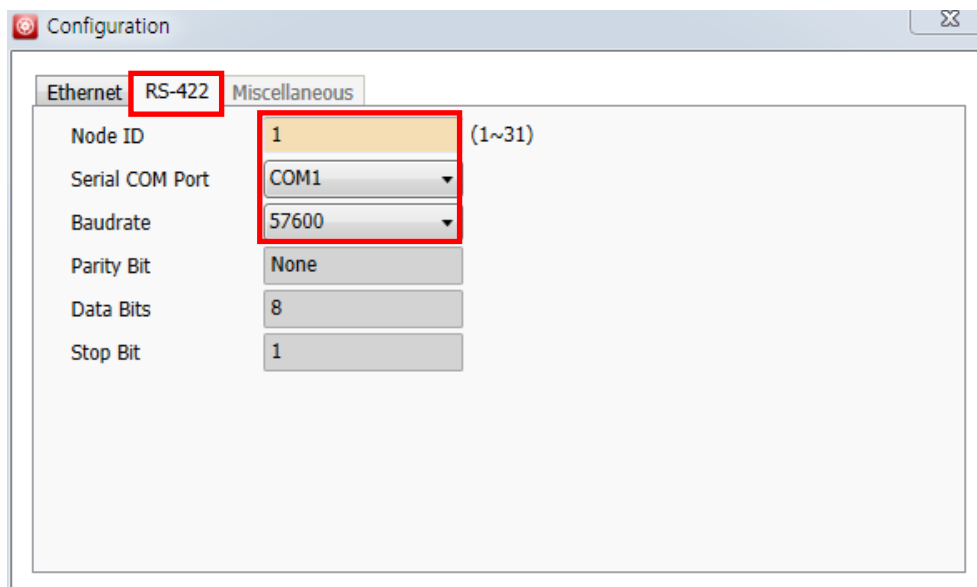 Configuration
Ethernet RS-422 Miscellaneous
Node ID 1 (1~31)
Serial COM Port COM1
Baudrate 57600
Parity Bit None
Data Bits 8
Stop Bit 1